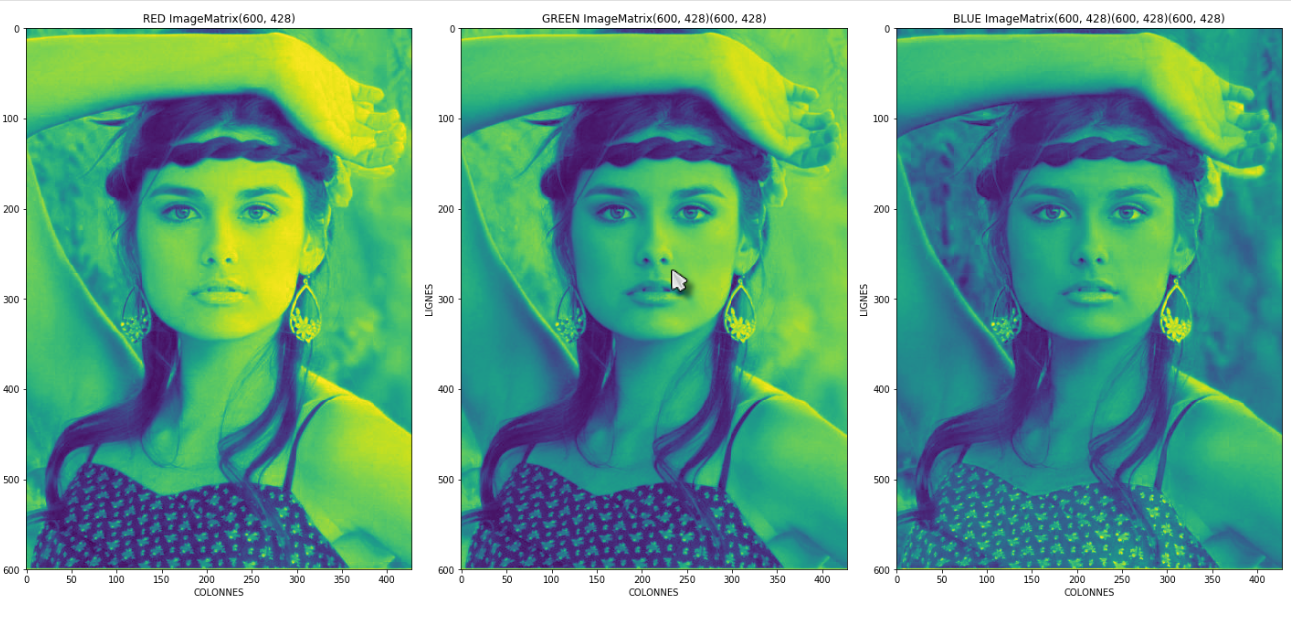 RED ImageMatrix(600, 428)
0
100
200
300
400
500
600
0 50 100 150 200 250 300 350 400
COLONNES
GREEN ImageMatrix(600, 428)(600, 428)
LIGNES
0
100
200
300
400
500
600
0 50 100 150 200 250 300 350 400
COLONNES
BLUE ImageMatrix(600, 428)(600, 428)(600, 428)
LIGNES
0
100
200
300
400
500
600
0 50 100 150 200 250 300 350 400
COLONNES